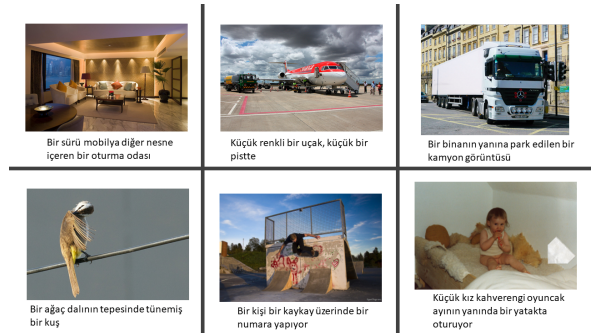 Bir sürü mobilya diğer nesne
içeren bir oturma odası
Küçük renkli bir uçak, küçük bir
pistte
Bir binanın yanına park edilen bir
kamyon görüntüsü
Bir ağaç dalının tepesinde tünemiş
bir kuş
Bir kişi bir kaykay üzerinde bir
numara yapıyor
Küçük kız kahverengi oyuncak
ayının yanında bir yatakta
oturuyor